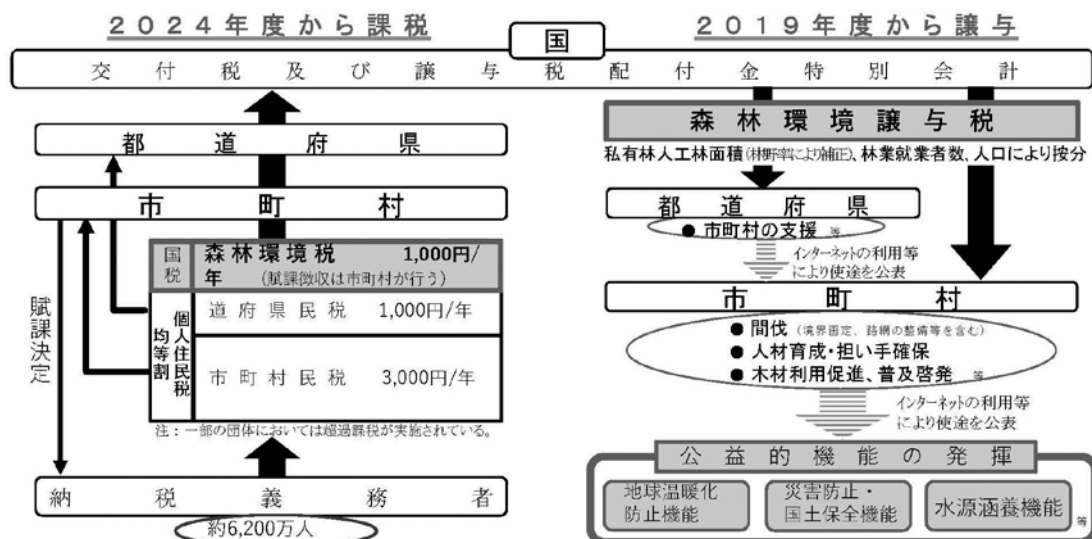 ２０２４年度から課税
国
２０１９年度から譲与
交付税及び譲与税配付金特別会計
都道府県
市町村
国税
森林環境税 1,000円/年
(賦課徴収は市町村が行う)
個人住民税
均等割
道府県民税 1,000円/年
市町村民税 3,000円/年
賦課決定
注：一部の団体においては超過課税が実施されている。
納税義務者
約6,200万人
森林環境譲与税
私有林人工林面積(林野率により補正)、林業就業者数、人口により按分
都道府県
● 市町村の支援 等
インターネットの利用等
により使途を公表
市町村
● 間伐（境界画定、路網の整備等を含む）
● 人材育成・担い手確保
● 木材利用促進、普及啓発 等
インターネットの利用等
により使途を公表
公益的機能の発揮
地球温暖化
防止機能
災害防止・
国土保全機能
水源涵養機能
等